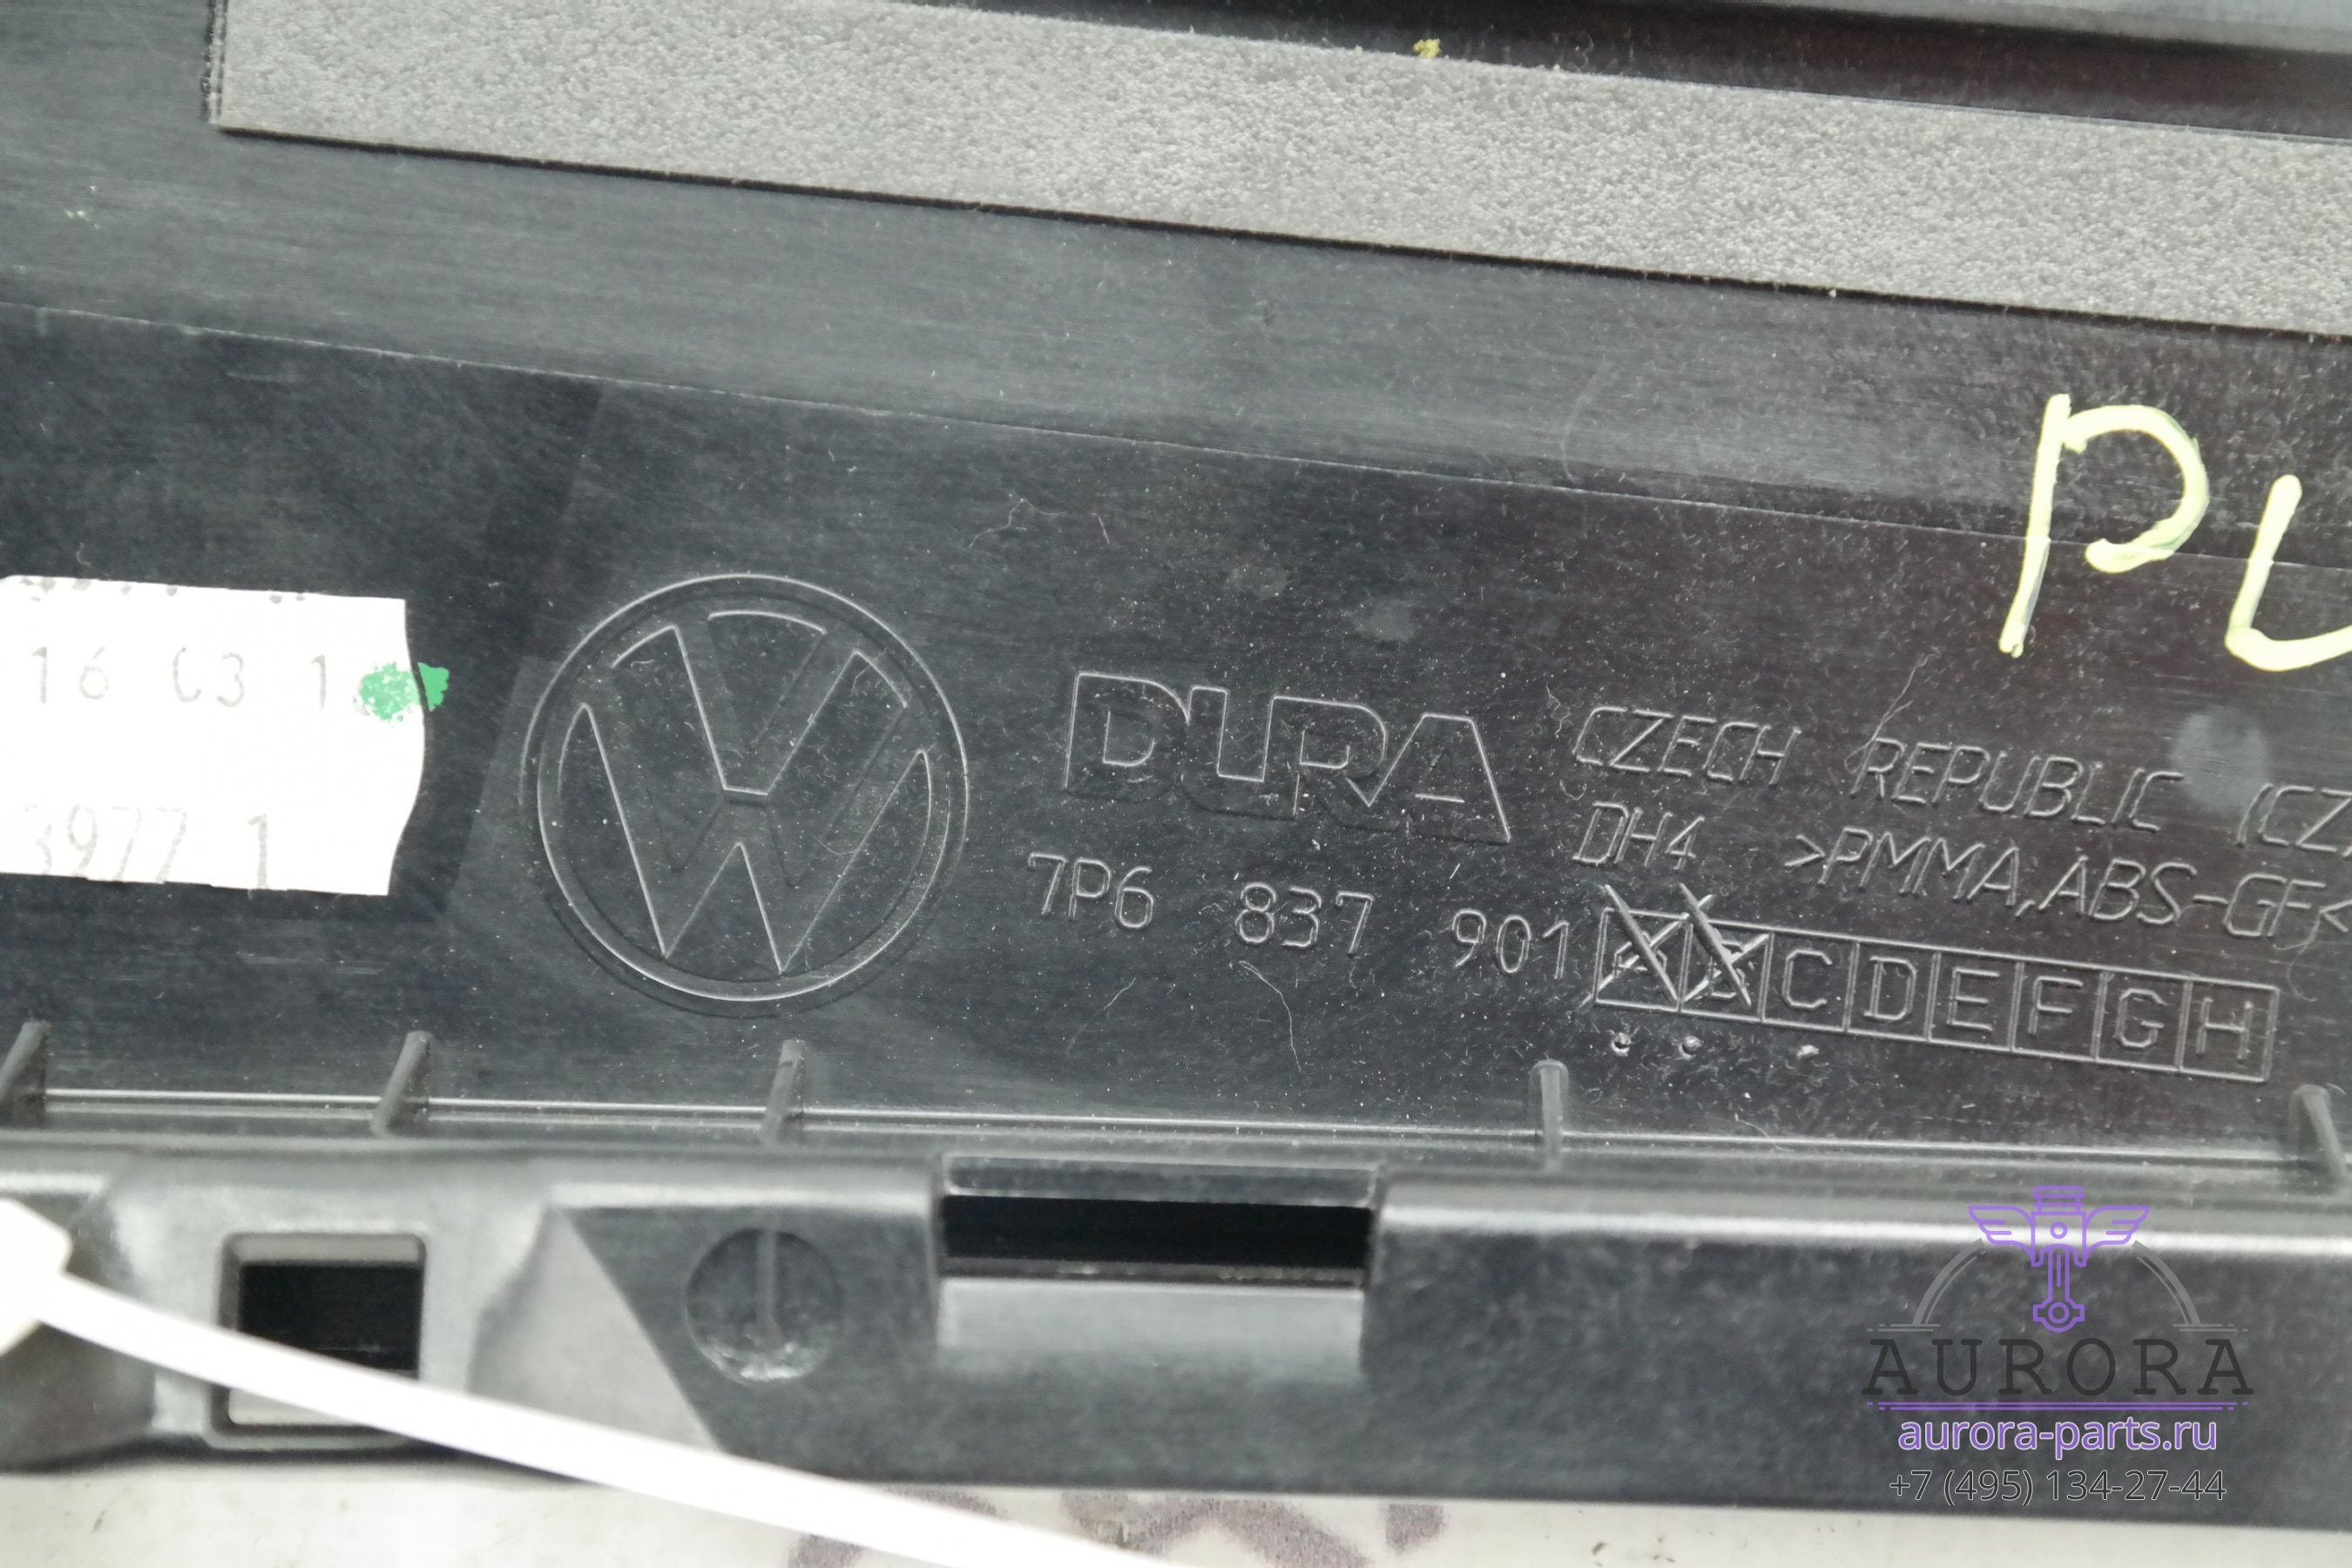 PL
16 03 1
3977 1
DURA
CZECH REPUBLIC (CZ)
DH4 >PMMA,ABS-GF<
7P6 837 901 C D E F G H
AURORA
aurora-parts.ru
+7 (495) 134-27-44